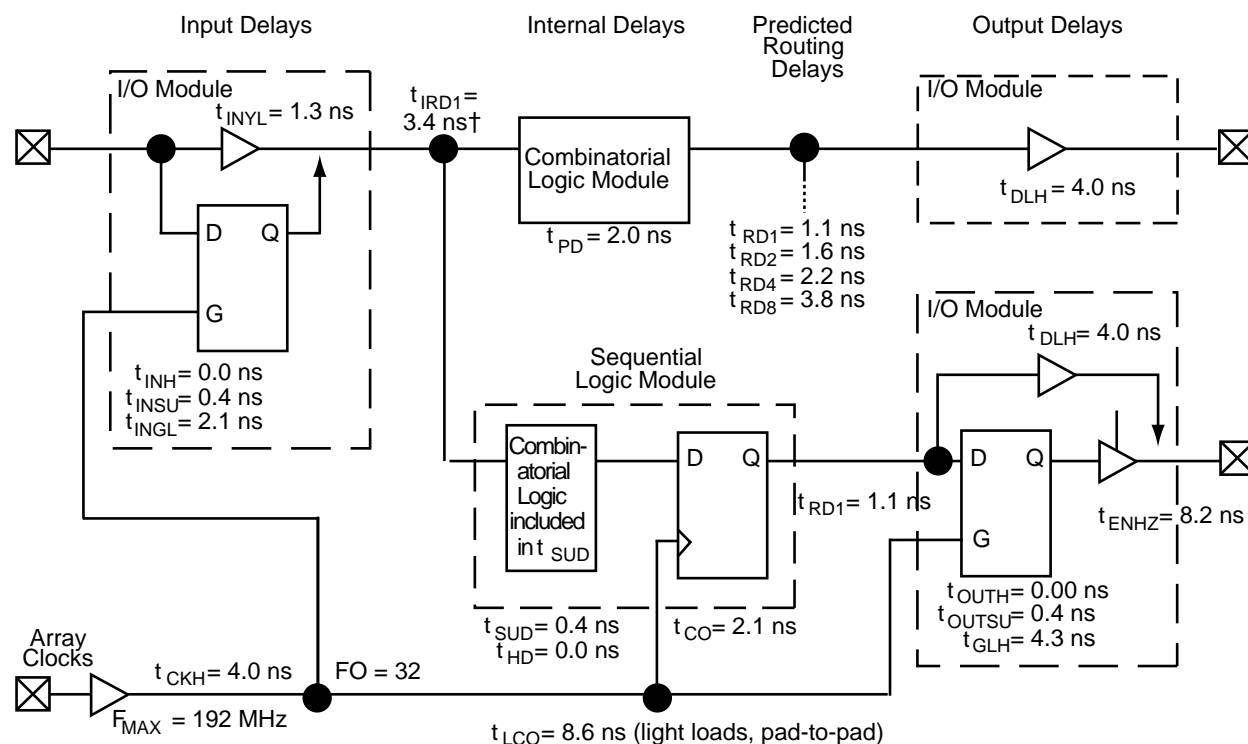 Input Delays
Internal Delays
Predicted
Routing
Delays
Output Delays
I/O Module
t INYL = 1.3 ns
t IRD1 =
3.4 ns†
Combinatorial
Logic Module
t PD = 2.0 ns
t RD1 = 1.1 ns
t RD2 = 1.6 ns
t RD4 = 2.2 ns
t RD8 = 3.8 ns
I/O Module
t DLH = 4.0 ns
D Q
G
t INH = 0.0 ns
t INSU = 0.4 ns
t INGL = 2.1 ns
Sequential
Logic Module
Combin-
atorial
Logic
included
in t SUD
D Q
t SUD = 0.4 ns
t HD = 0.0 ns
t CO = 2.1 ns
t RD1 = 1.1 ns
I/O Module
t DLH = 4.0 ns
D Q
G
t ENHZ = 8.2 ns
t OUTH = 0.00 ns
t OUTSU = 0.4 ns
t GLH = 4.3 ns
Array
Clocks
t CKH = 4.0 ns
FO = 32
F MAX = 192 MHz
t LCO = 8.6 ns (light loads, pad-to-pad)